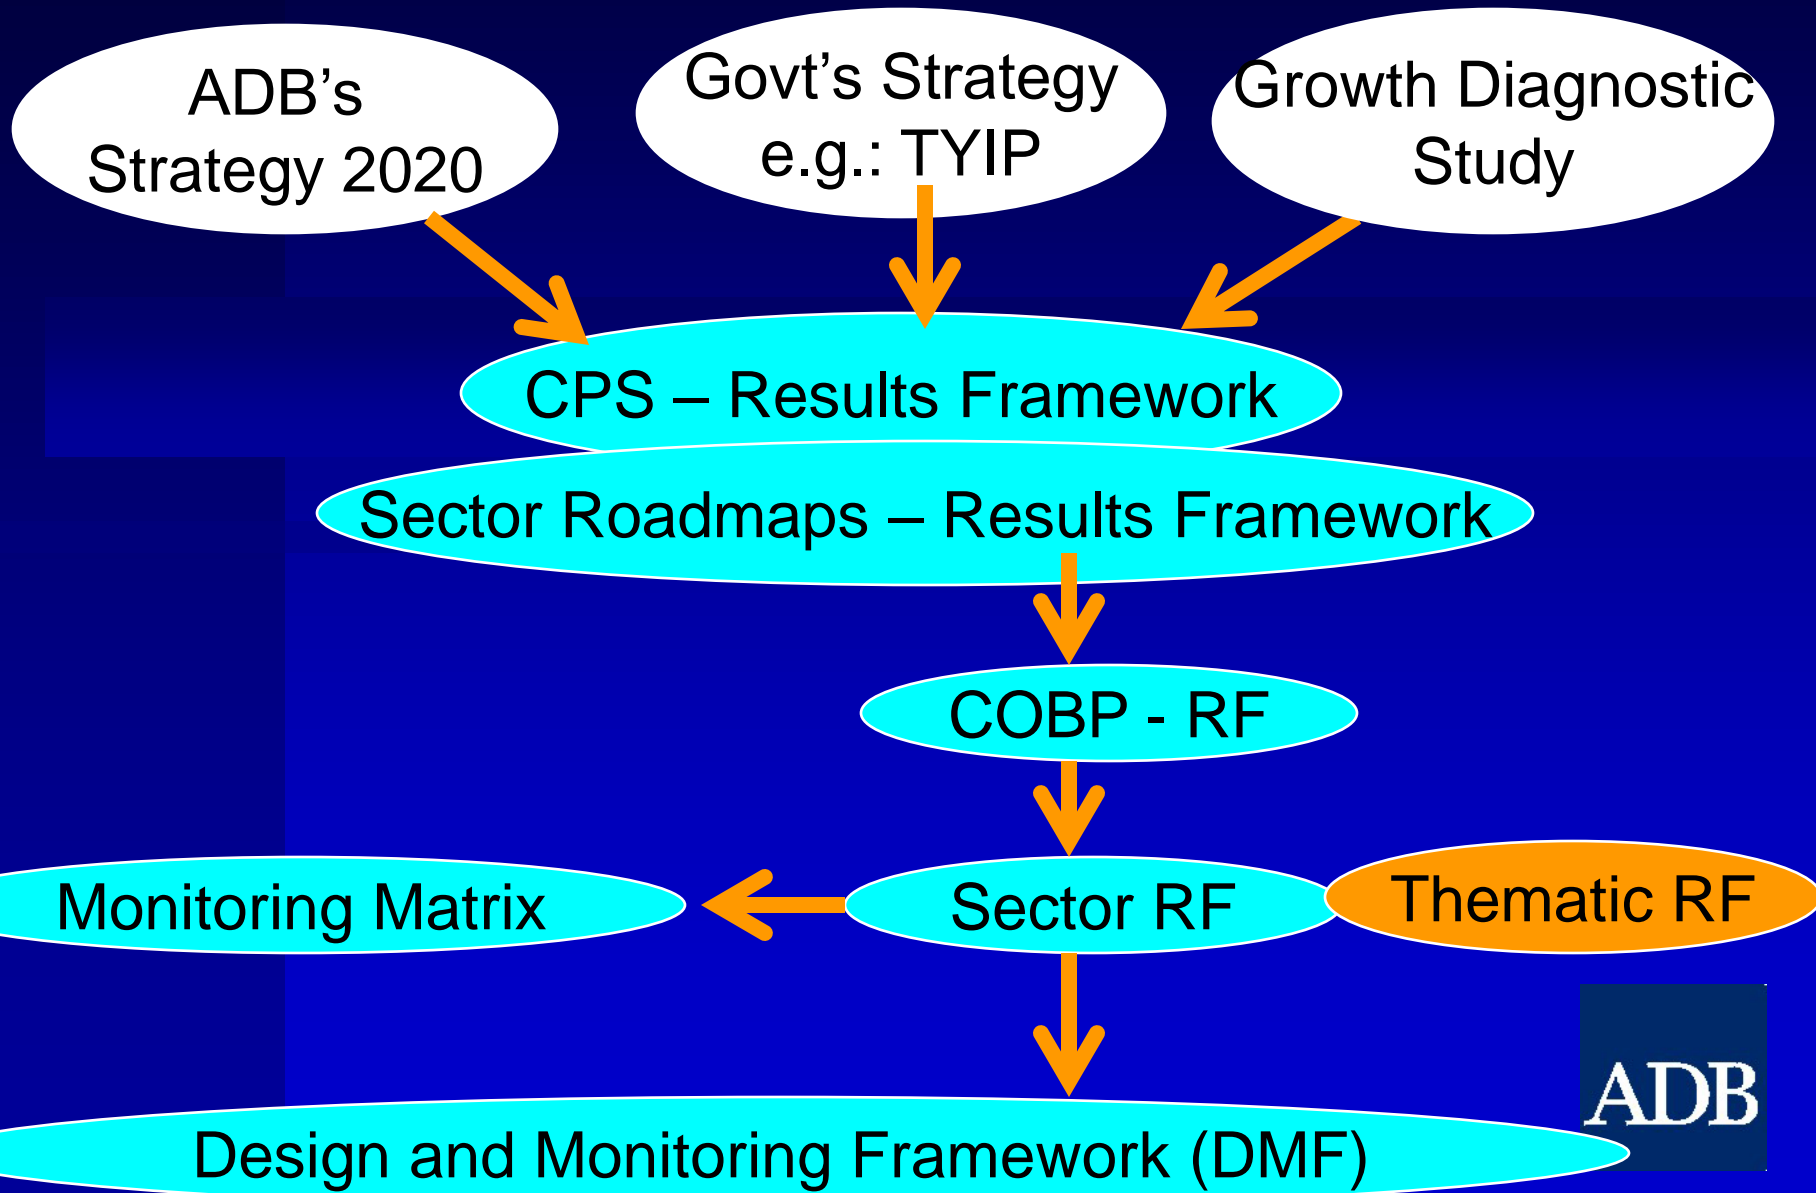 ADB’s
Strategy 2020
Govt’s Strategy
e.g.: TYIP
Growth Diagnostic
Study
CPS – Results Framework
Sector Roadmaps – Results Framework
COBP - RF
Monitoring Matrix
Sector RF
Thematic RF
ADB
Design and Monitoring Framework (DMF)